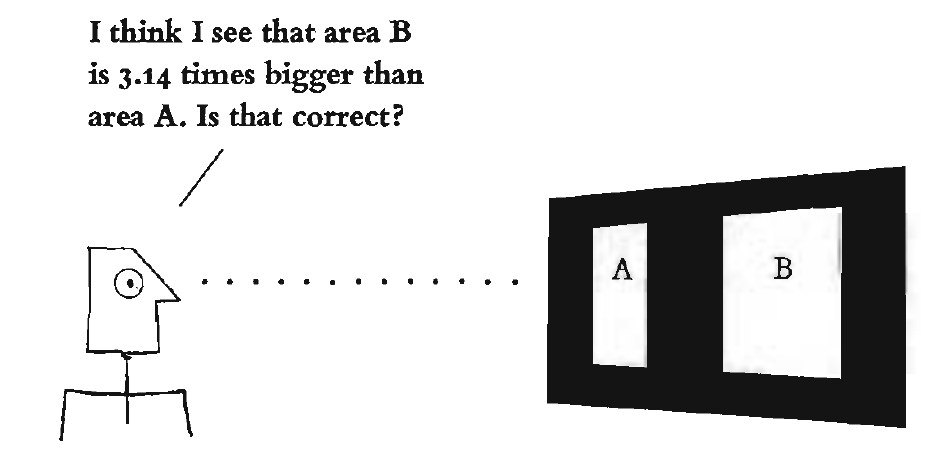 I think I see that area B
is 3.14 times bigger than
area A. Is that correct?
A
B